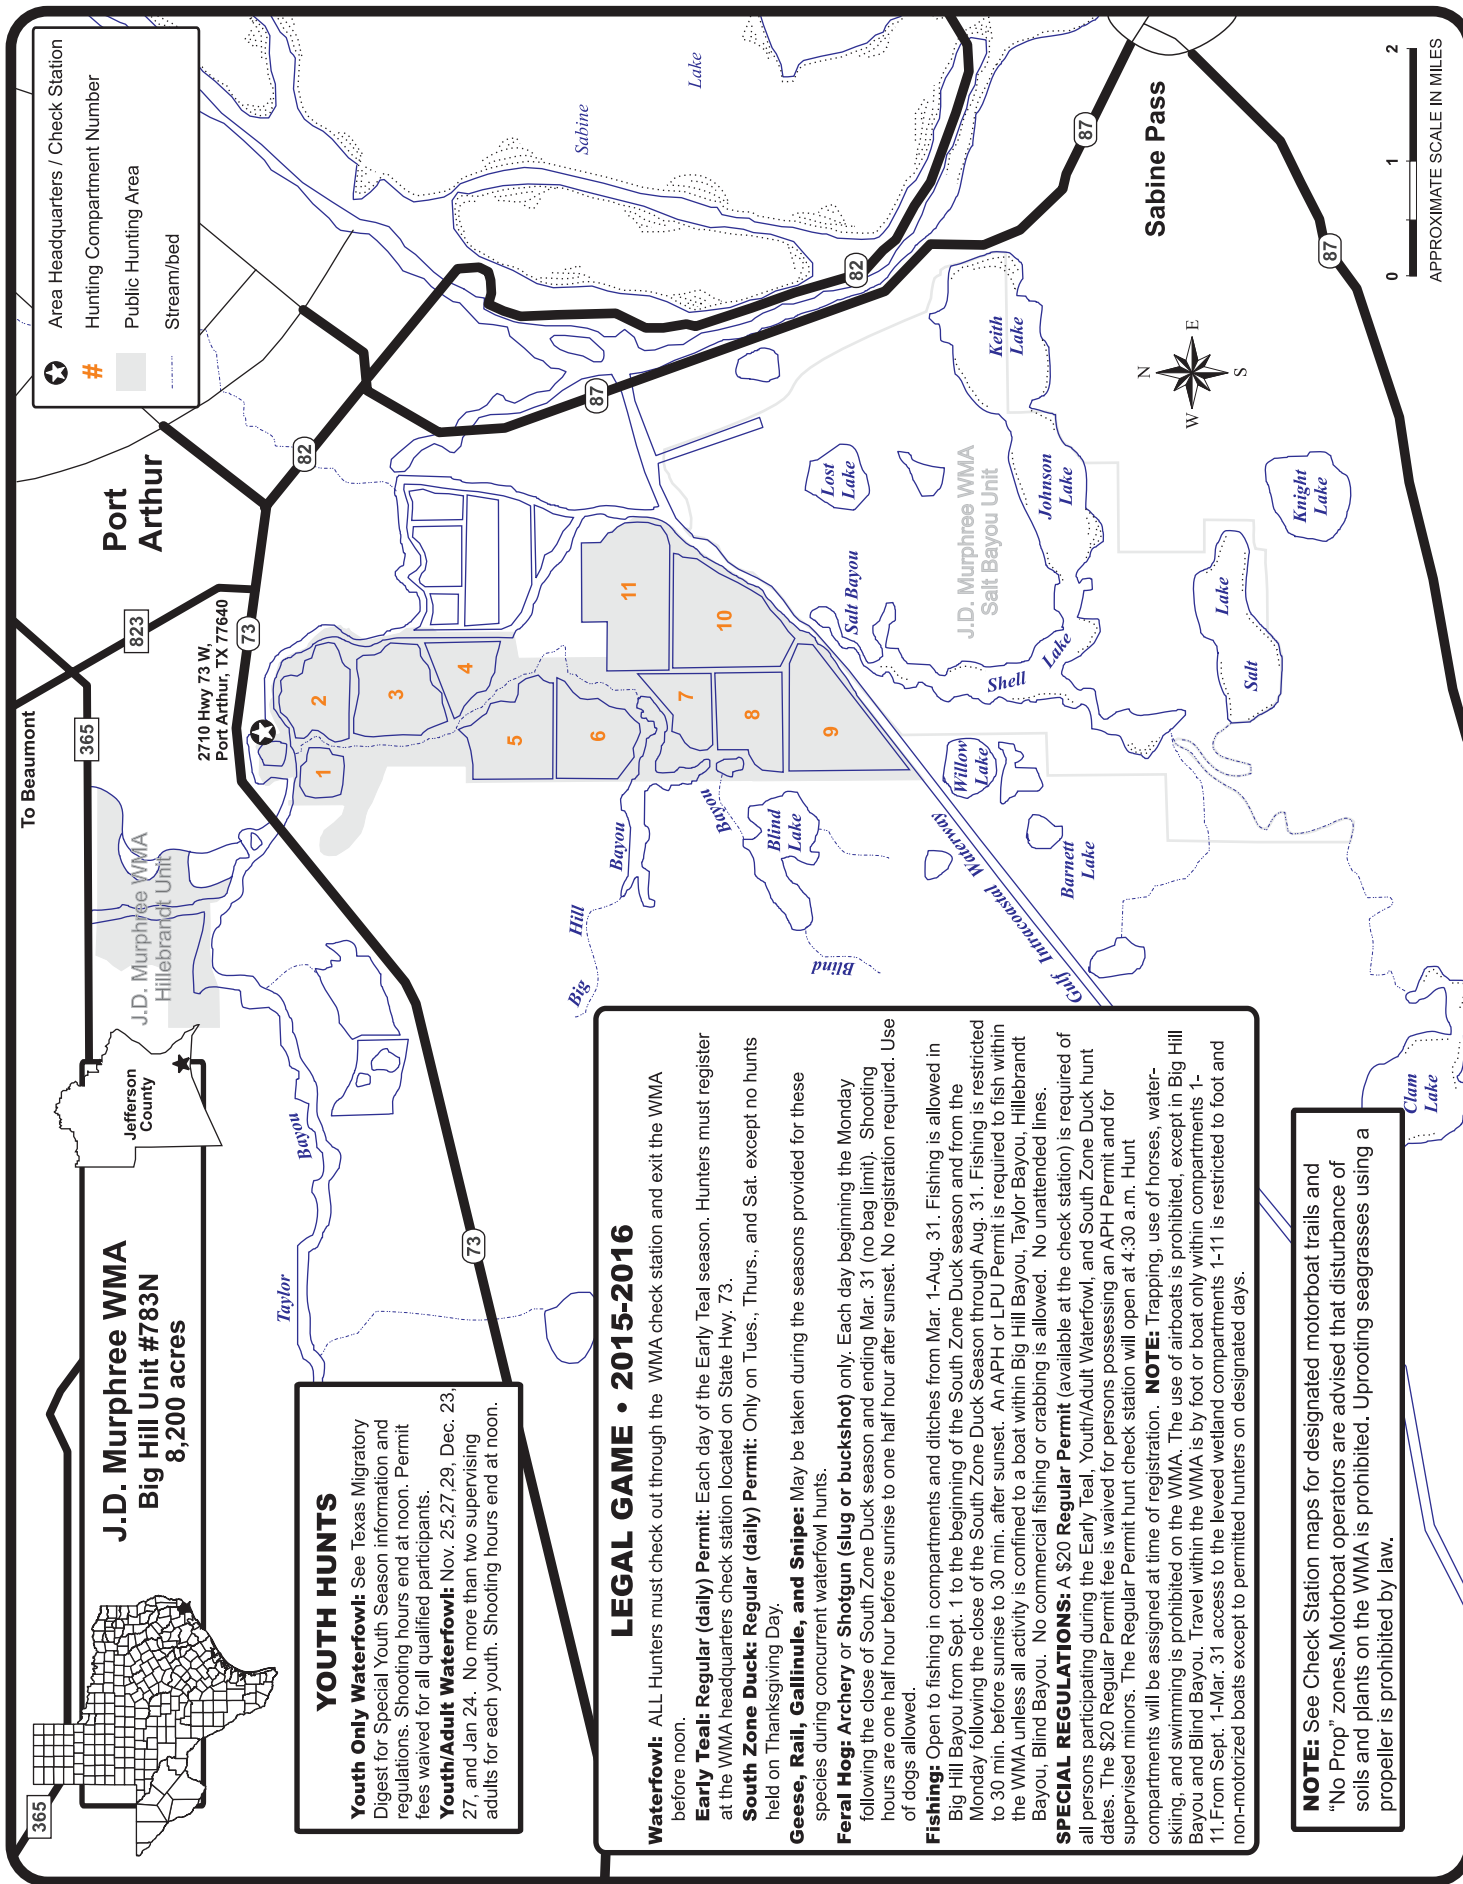 J.D. Murphree WMA
Big Hill Unit #783N
8,200 acres
Jefferson
County
365
To Beaumont
365
823
J.D. Murphree WMA
Hillebrandt Unit
2710 Hwy 73 W,
Port Arthur, TX 77640
73
73
Port
Arthur
82
82
87
87
87
Area Headquarters / Check Station
# Hunting Compartment Number
Public Hunting Area
Stream/bed
Sabine
Lake
Sabine Pass
Taylor
Bayou
1
2
3
4
5
6
7
8
9
10
11
Big
Hill
Bayou
Blind
Bayou
Blind
Lake
Gulf Intracoastal Waterway
Willow
Lake
Barnett
Lake
Salt Bayou
Shell
Lake
Lost
Lake
J.D. Murphree WMA
Salt Bayou Unit
Johnson
Lake
Keith
Lake
Knight
Lake
Salt
Lake
Clam
Lake
N
E
S
W
0 1 2
APPROXIMATE SCALE IN MILES
YOUTH HUNTS
Youth Only Waterfowl: See Texas Migratory
Digest for Special Youth Season information and
regulations. Shooting hours end at noon. Permit
fees waived for all qualified participants.
Youth/Adult Waterfowl: Nov. 25,27,29, Dec. 23,
27, and Jan 24. No more than two supervising
adults for each youth. Shooting hours end at noon.
LEGAL GAME • 2015-2016
Waterfowl: ALL Hunters must check out through the WMA check station and exit the WMA
before noon.
Early Teal: Regular (daily) Permit: Each day of the Early Teal season. Hunters must register
at the WMA headquarters check station located on State Hwy. 73.
South Zone Duck: Regular (daily) Permit: Only on Tues., Thurs., and Sat. except no hunts
held on Thanksgiving Day.
Geese, Rail, Gallinule, and Snipe: May be taken during the seasons provided for these
species during concurrent waterfowl hunts.
Feral Hog: Archery or Shotgun (slug or buckshot) only. Each day beginning the Monday
following the close of South Zone Duck season and ending Mar. 31 (no bag limit). Shooting
hours are one half hour before sunrise to one half hour after sunset. No registration required. Use
of dogs allowed.
Fishing: Open to fishing in compartments and ditches from Mar. 1-Aug. 31. Fishing is allowed in
Big Hill Bayou from Sept. 1 to the beginning of the South Zone Duck season and from the
Monday following the close of the South Zone Duck Season through Aug. 31. Fishing is restricted
to 30 min. before sunrise to 30 min. after sunset. An APH or LPU Permit is required to fish within
the WMA unless all activity is confined to a boat within Big Hill Bayou, Taylor Bayou, Hillebrandt
Bayou, Blind Bayou. No commercial fishing or crabbing is allowed. No unattended lines.
SPECIAL REGULATIONS: A $20 Regular Permit (available at the check station) is required of
all persons participating during the Early Teal, Youth/Adult Waterfowl, and South Zone Duck hunt
dates. The $20 Regular Permit fee is waived for persons possessing an APH Permit and for
supervised minors. The Regular Permit hunt check station will open at 4:30 a.m. Hunt
compartments will be assigned at time of registration. NOTE: Trapping, use of horses, water-
skiing, and swimming is prohibited on the WMA. The use of airboats is prohibited, except in Big Hill
Bayou and Blind Bayou. Travel within the WMA is by foot or boat only within compartments 1-
11.From Sept. 1-Mar. 31 access to the leveed wetland compartments 1-11 is restricted to foot and
non-motorized boats except to permitted hunters on designated days.
NOTE: See Check Station maps for designated motorboat trails and
“No Prop” zones.Motorboat operators are advised that disturbance of
soils and plants on the WMA is prohibited. Uprooting seagrasses using a
propeller is prohibited by law.